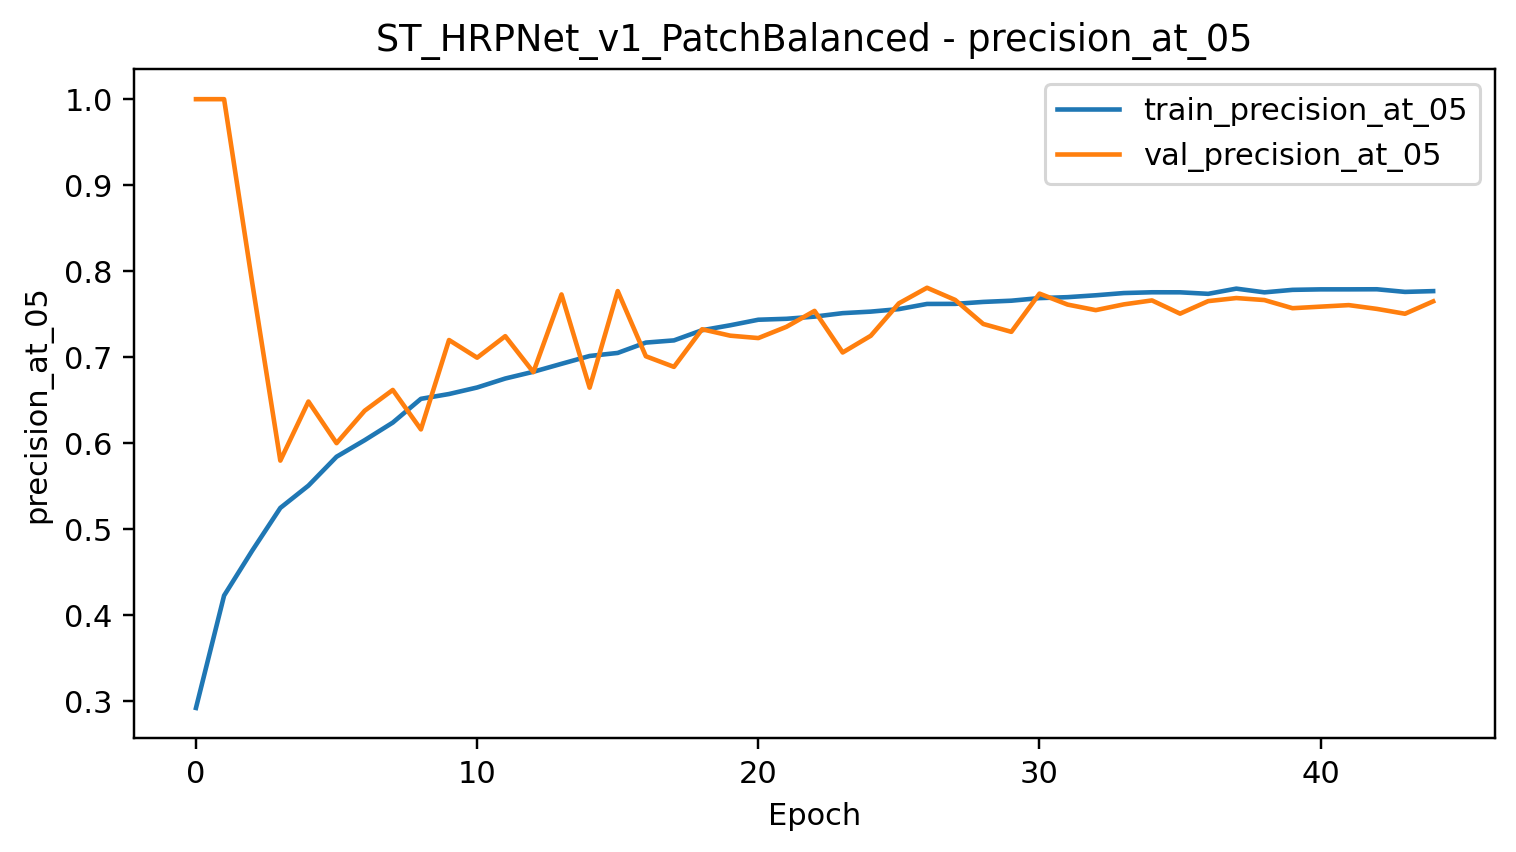 ST_HRPNet_v1_PatchBalanced - precision_at_05
train_precision_at_05
val_precision_at_05
precision_at_05
1.0
0.9
0.8
0.7
0.6
0.5
0.4
0.3
0 10 20 30 40
Epoch